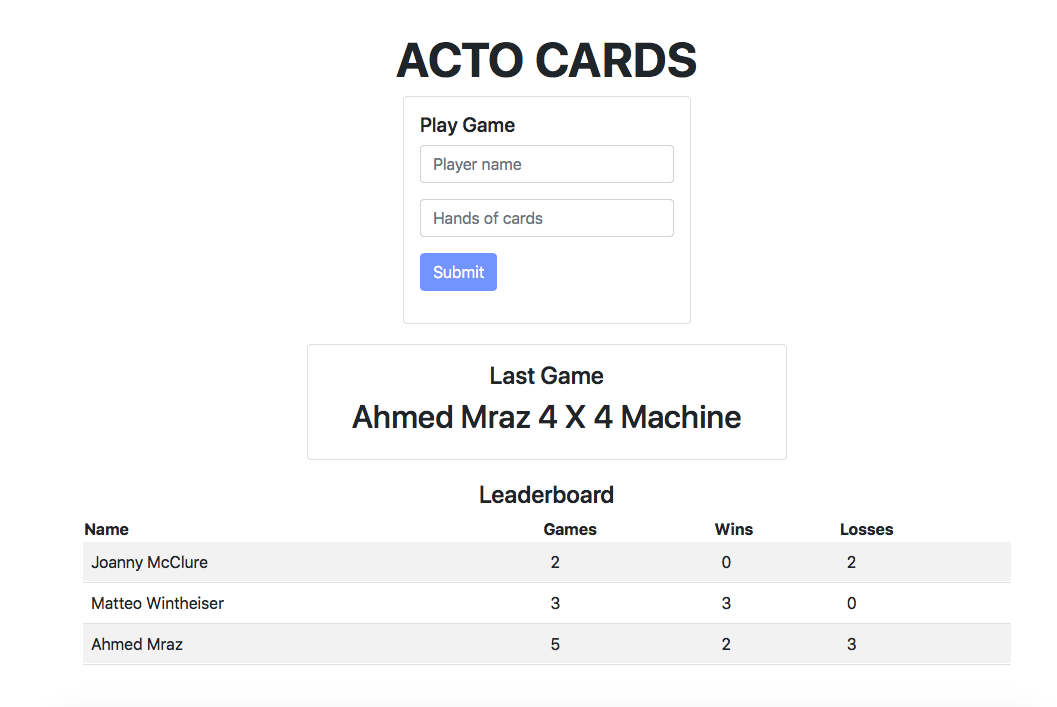 ACTO CARDS
Play Game
Player name
Hands of cards
Submit
Last Game
Ahmed Mraz 4 X 4 Machine
Leaderboard
Name Games Wins Losses
Joanny McClure 2 0 2
Matteo Wintheiser 3 3 0
Ahmed Mraz 5 2 3